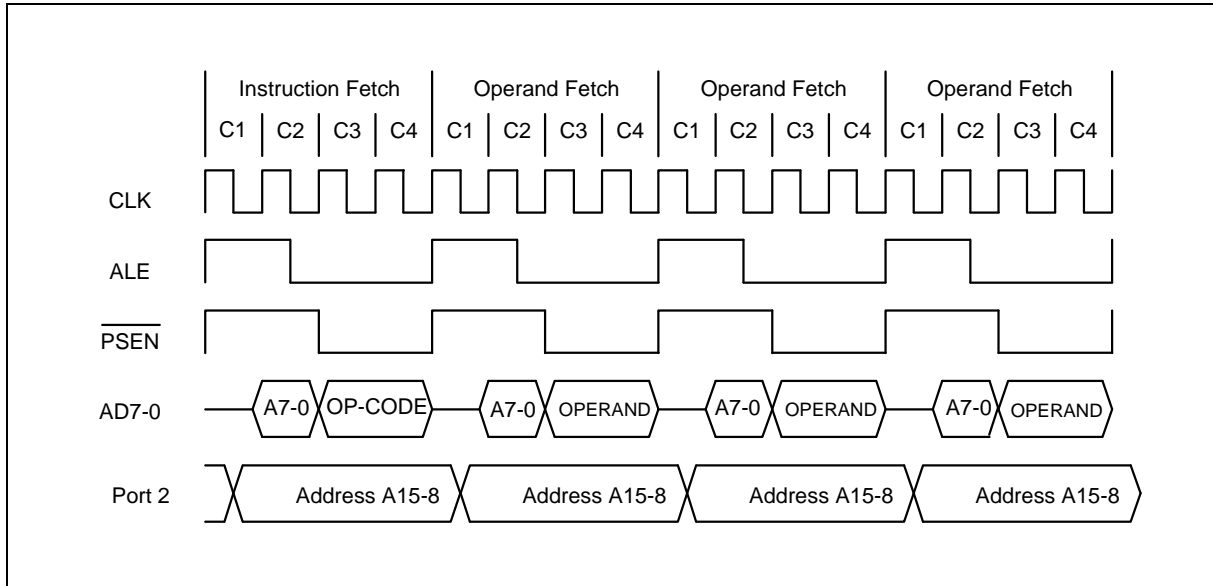 Instruction Fetch Operand Fetch Operand Fetch Operand Fetch
C1 C2 C3 C4 C1 C2 C3 C4 C1 C2 C3 C4 C1 C2 C3 C4
CLK
ALE
PSEN
AD7-0 A7-0 OP-CODE A7-0 OPERAND A7-0 OPERAND A7-0 OPERAND
Port 2 Address A15-8 Address A15-8 Address A15-8 Address A15-8